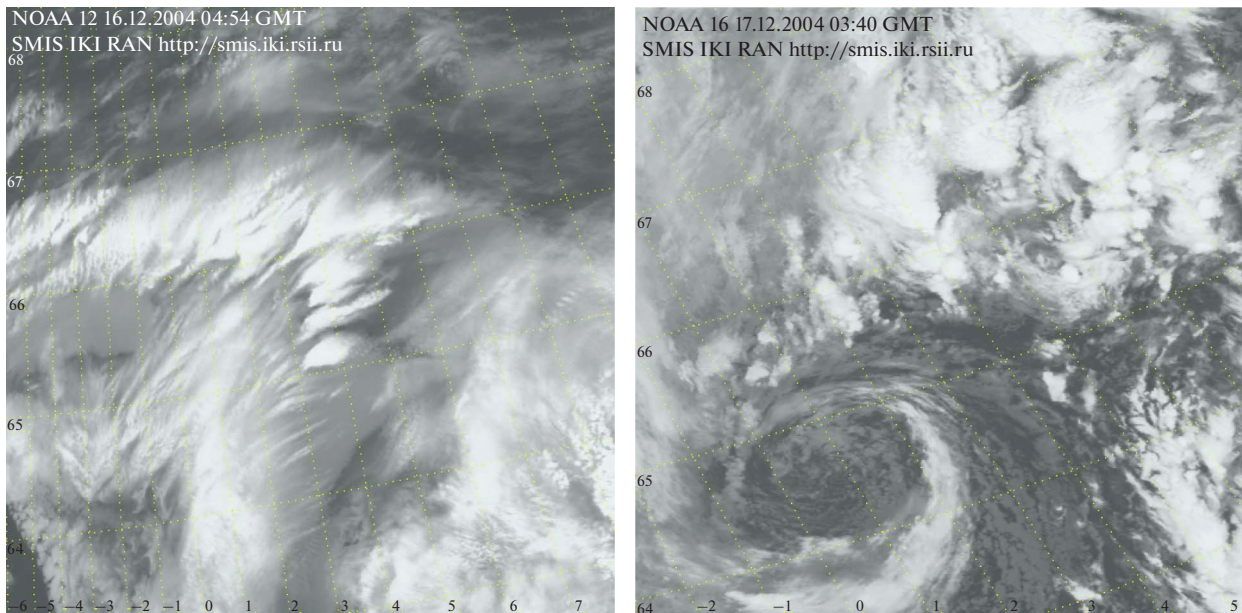 NOAA 12 16.12.2004 04:54 GMT
SMIS IKI RAN http://smis.iki.rsii.ru
68
67
66
65
64
−6 −5 −4 −3 −2 −1 0 1 2 3 4 5 6 7
NOAA 16 17.12.2004 03:40 GMT
SMIS IKI RAN http://smis.iki.rsii.ru
68
67
66
65
64
−2 −1 0 1 2 3 4 5